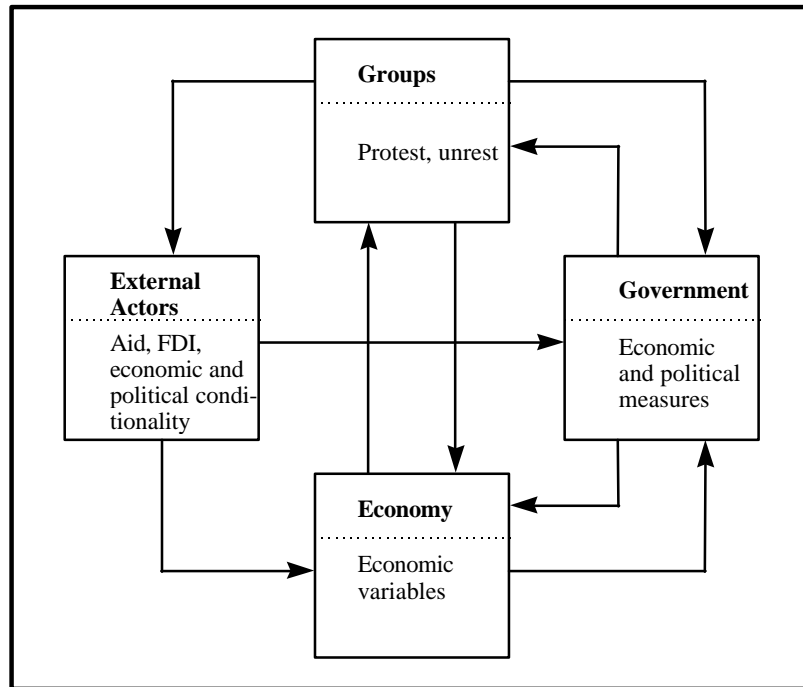 Groups
Protest, unrest
External
Actors
Aid, FDI,
economic and
political condi-
tionality
Government
Economic
and political
measures
Economy
Economic
variables